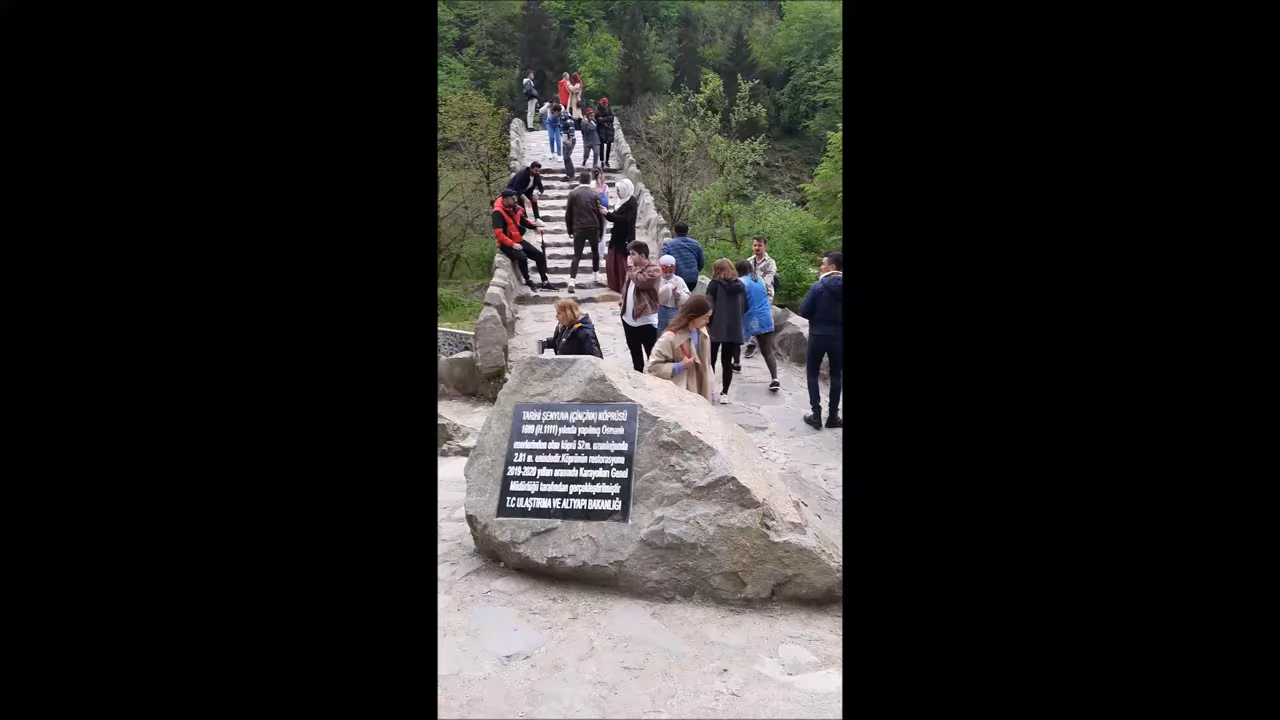 TARİHİ ŞENYUVA (ÇİNÇİVA) KÖPRÜSÜ
1699 (H.1111) yılında yapılmış Osmanlı
eserlerinden olan köprü 52 m. uzunluğunda
2.81 m. enindedir. Köprünün restorasyonu
2019-2020 yılları arasında Karayolları Genel
Müdürlüğü tarafından gerçekleştirilmiştir
T.C ULAŞTIRMA VE ALTYAPI BAKANLIĞI